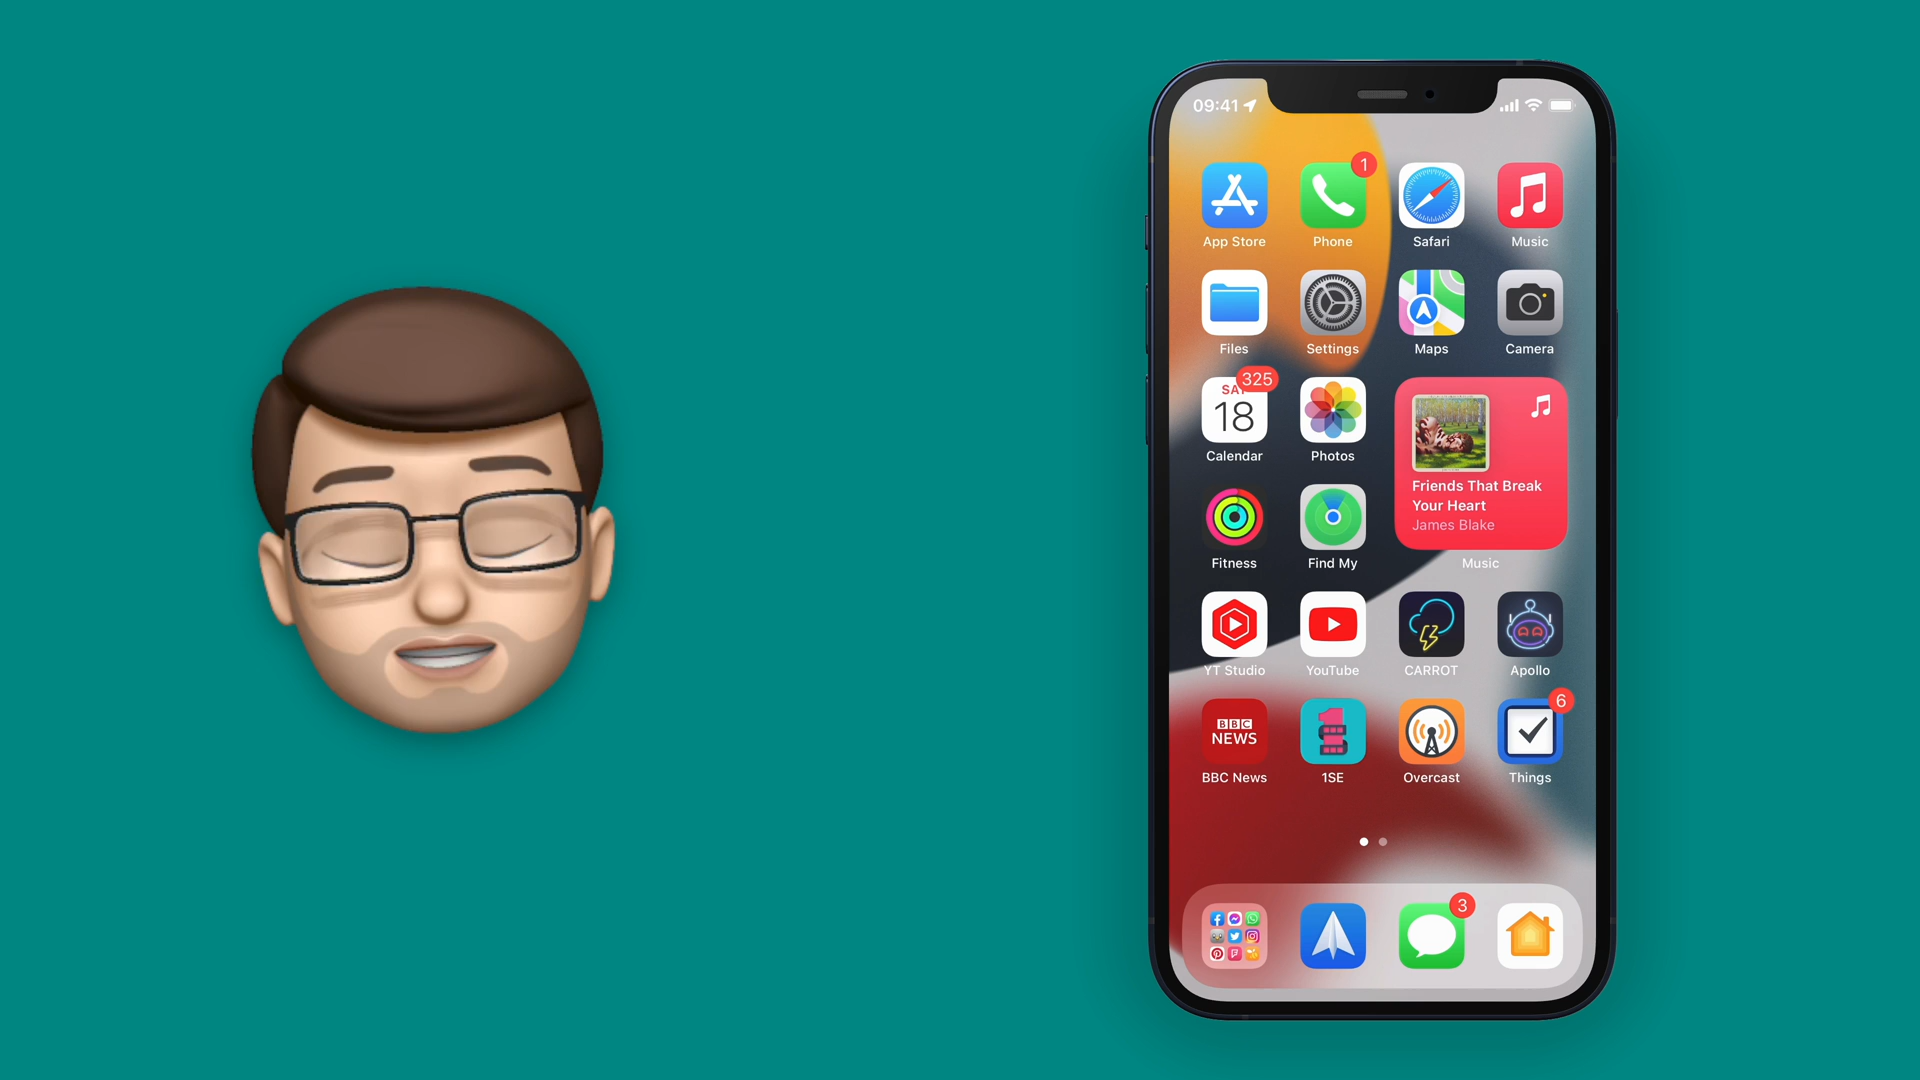 09:41
1
App Store
Phone
Safari
Music
Files
Settings
Maps
Camera
325
18
Calendar
Photos
Friends That Break
Your Heart
James Blake
Fitness
Find My
Music
YT Studio
YouTube
CARROT
Apollo
6
BBC
NEWS
BBC News
1SE
Overcast
Things
3